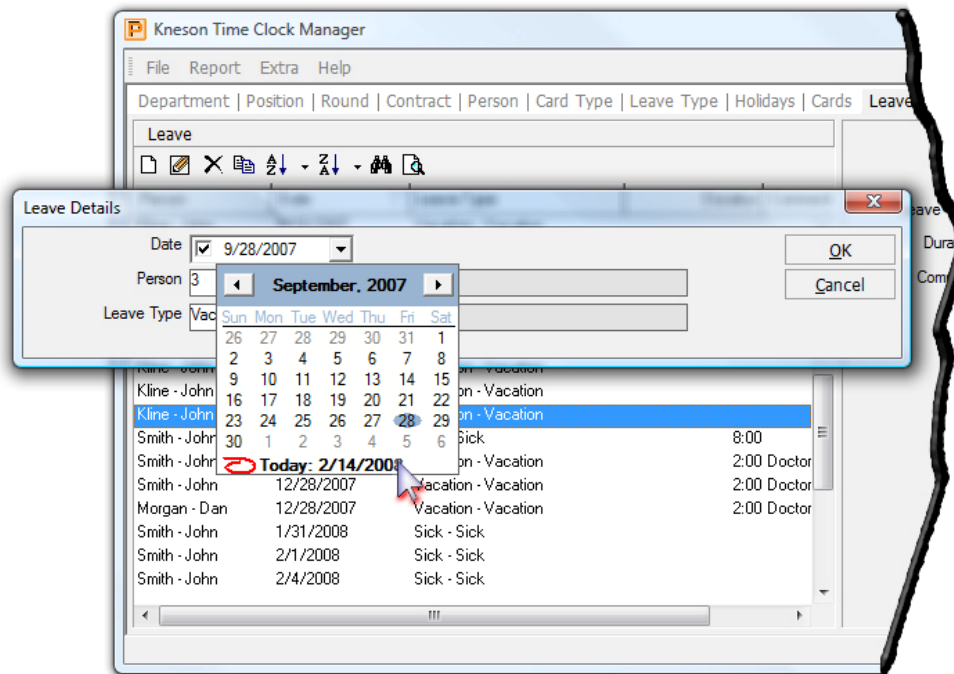 Kneson Time Clock Manager
File Report Extra Help
Department | Position | Round | Contract | Person | Card Type | Leave Type | Holidays | Cards Leave
Leave
Leave Details
Date 9/28/2007
OK
Person 3
Cancel
Leave Type Vac
September, 2007
Sun Mon Tue Wed Thu Fri Sat
26 27 28 29 30 31 1
2 3 4 5 6 7 8
9 10 11 12 13 14 15
16 17 18 19 20 21 22
23 24 25 26 27 28 29
30 1 2 3 4 5 6
Today: 2/14/2008
eave
Dura
Com
Kline - John on - Vacation
Kline - John on - Vacation
Kline - John on - Vacation
Smith - John Sick 8:00
Smith - John on - Vacation 2:00 Doctor
Smith - John 12/28/2007 Vacation - Vacation 2:00 Doctor
Morgan - Dan 12/28/2007 Vacation - Vacation 2:00 Doctor
Smith - John 1/31/2008 Sick - Sick
Smith - John 2/1/2008 Sick - Sick
Smith - John 2/4/2008 Sick - Sick